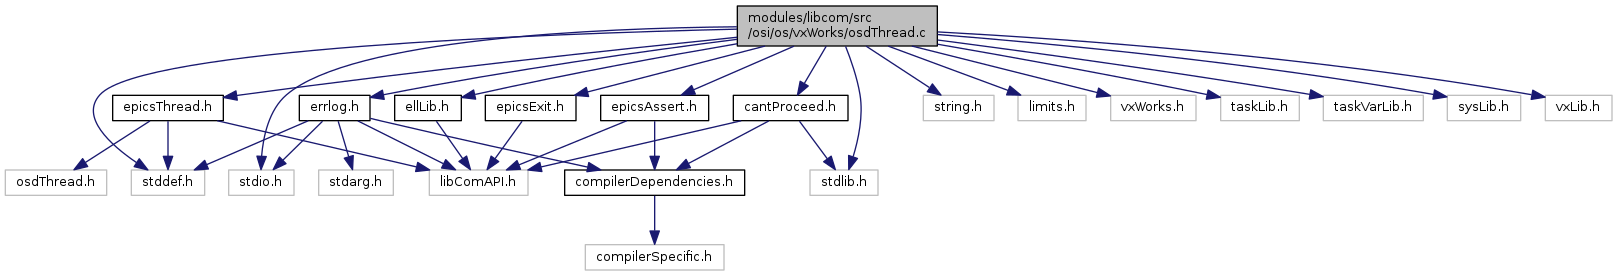 modules/libcom/src
/osi/os/vxWorks/osdThread.c
epicsThread.h
errlog.h
ellLib.h
epicsExit.h
epicsAssert.h
cantProceed.h
string.h
limits.h
vxWorks.h
taskLib.h
taskVarLib.h
sysLib.h
vxLib.h
osdThread.h
stddef.h
stdio.h
stdarg.h
libComAPI.h
compilerDependencies.h
stdlib.h
compilerSpecific.h